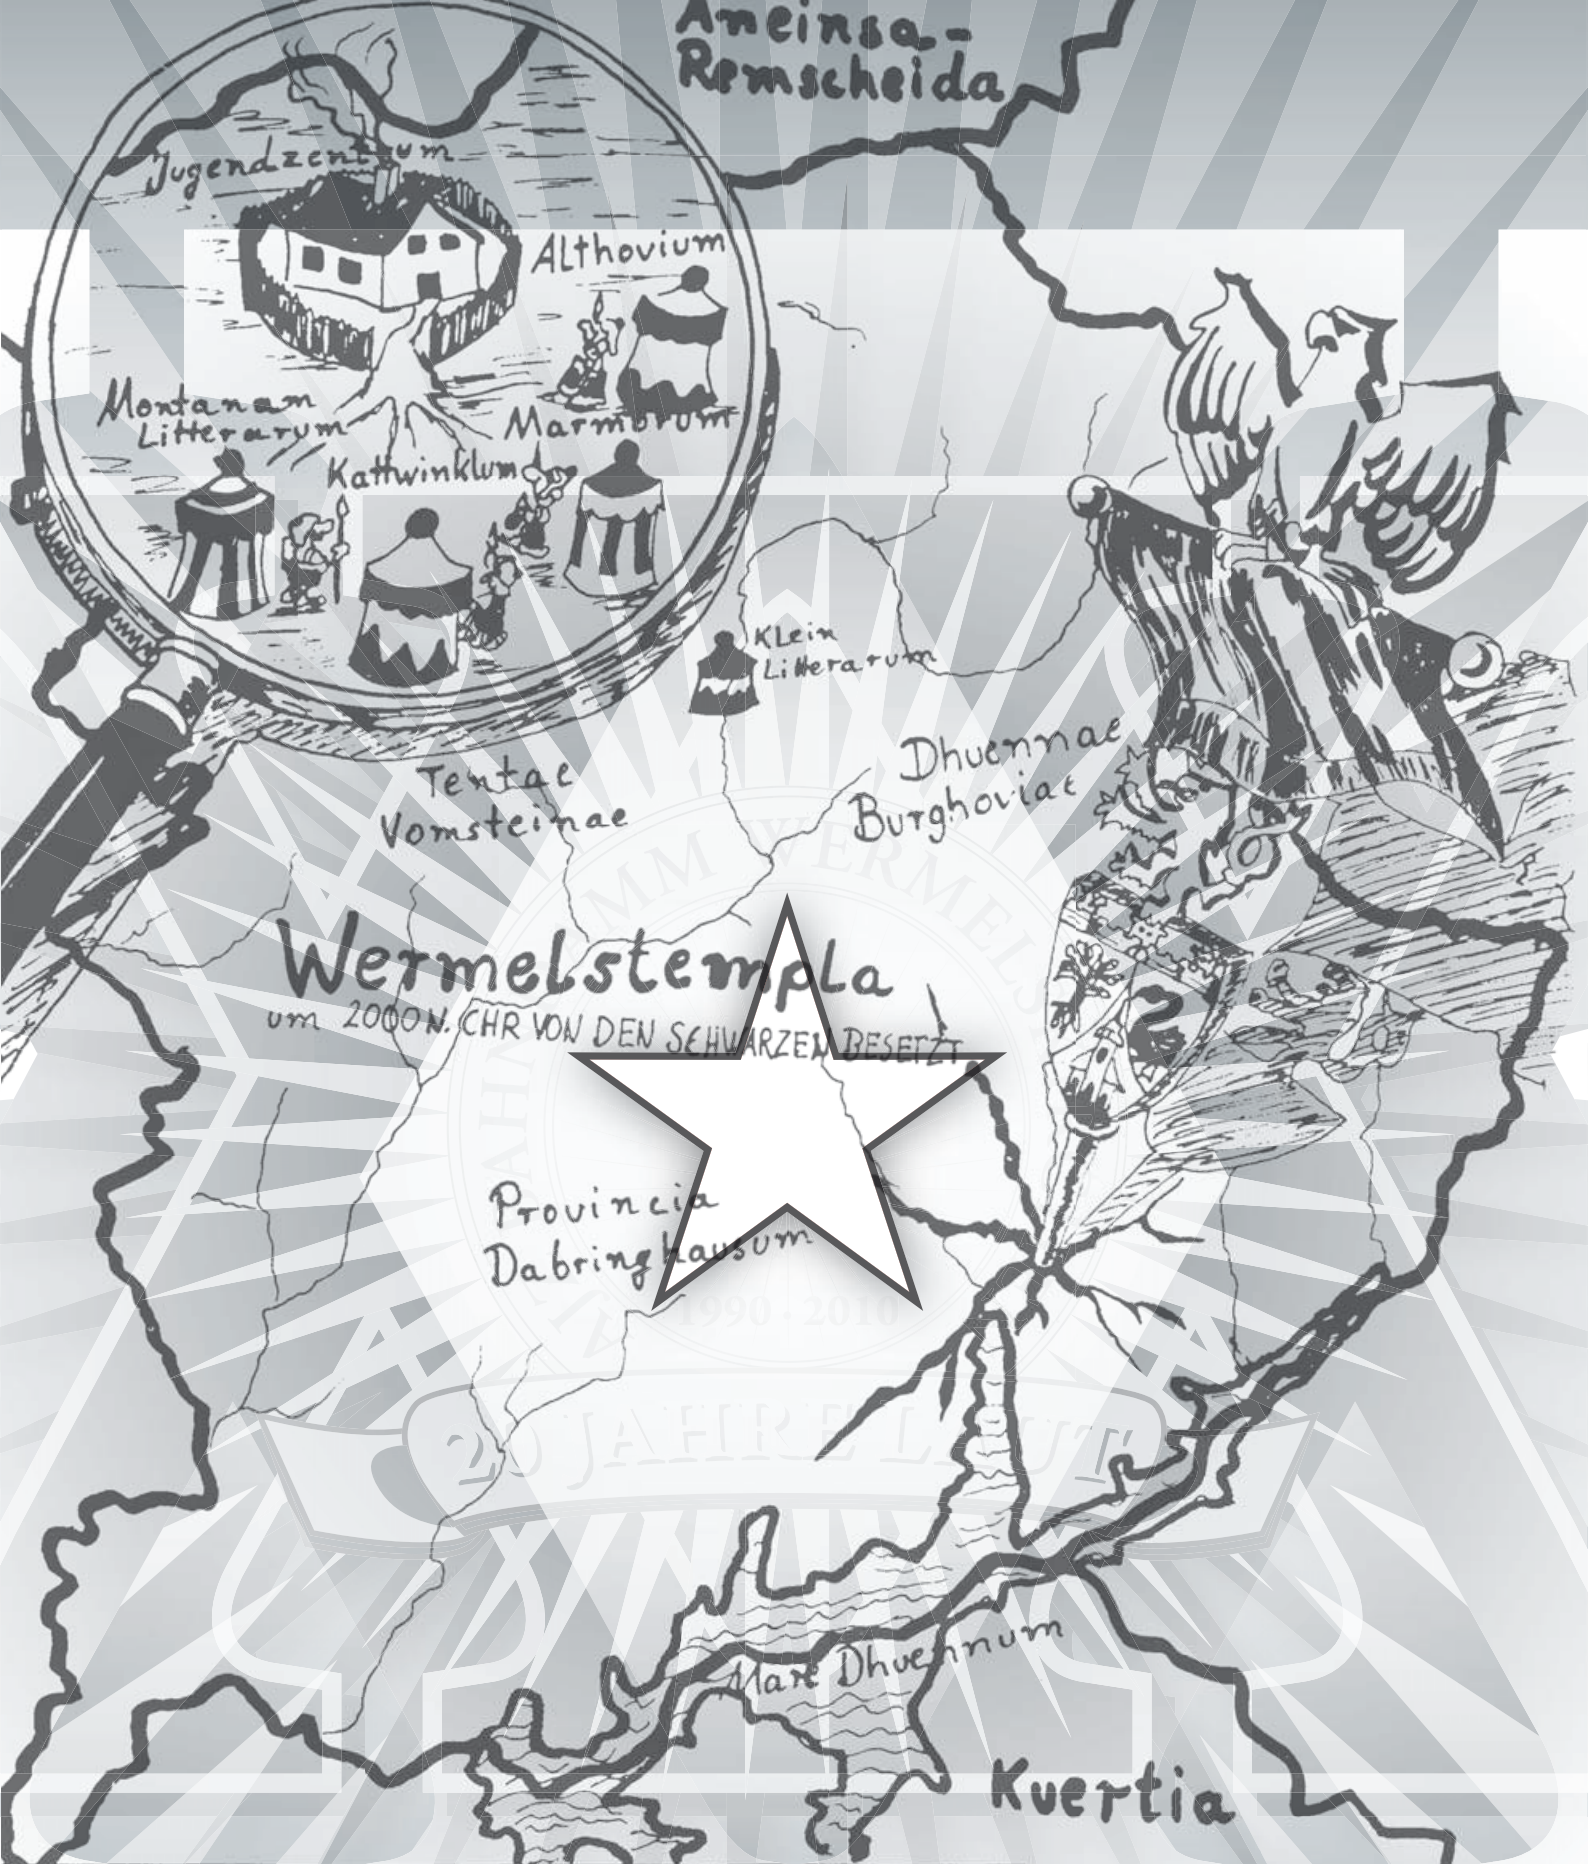 Aneinsa-
Remscheida
Jugendzentrum
Althovium
Montanam
Litterarum
Marmorum
Kattwinklum
Klein
Litterarum
Tentae
Vomsteinae
Dhuennae
Burghoviae
Wermelstempla
um 2000 N. CHR VON DEN SCHWARZEN BESETZT
Provincia
Dabringhausum
1990 · 2010
20 JAHRE LAUT
Mare Dhuennum
Kuertia